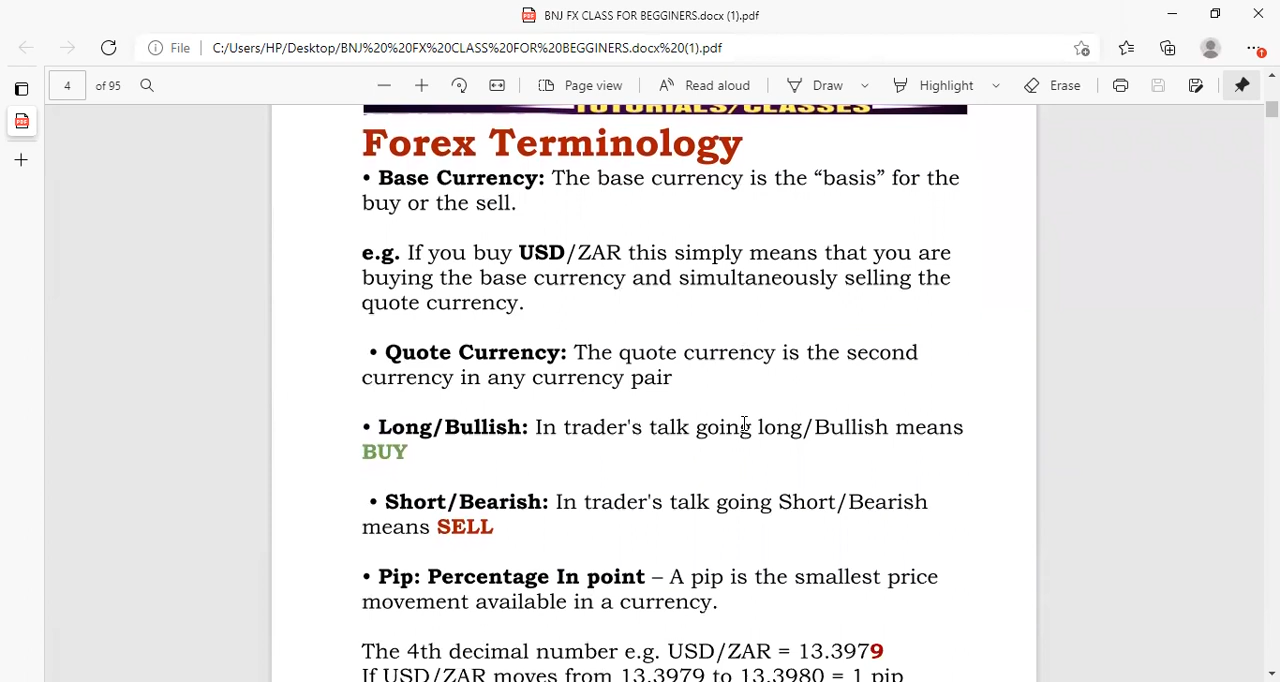 BNJ FX CLASS FOR BEGGINERS.docx (1).pdf
File C:/Users/HP/Desktop/BNJ%20%20FX%20CLASS%20FOR%20BEGGINERS.docx%20(1).pdf
4 of 95 Page view Read aloud Draw Highlight Erase
TUTORIALS/CLASSES
Forex Terminology
• Base Currency: The base currency is the “basis” for the
buy or the sell.
e.g. If you buy USD/ZAR this simply means that you are
buying the base currency and simultaneously selling the
quote currency.
• Quote Currency: The quote currency is the second
currency in any currency pair
• Long/Bullish: In trader's talk going long/Bullish means
BUY
• Short/Bearish: In trader's talk going Short/Bearish
means SELL
• Pip: Percentage In point – A pip is the smallest price
movement available in a currency.
The 4th decimal number e.g. USD/ZAR = 13.3979
If USD/ZAR moves from 13.3979 to 13.3980 = 1 pip